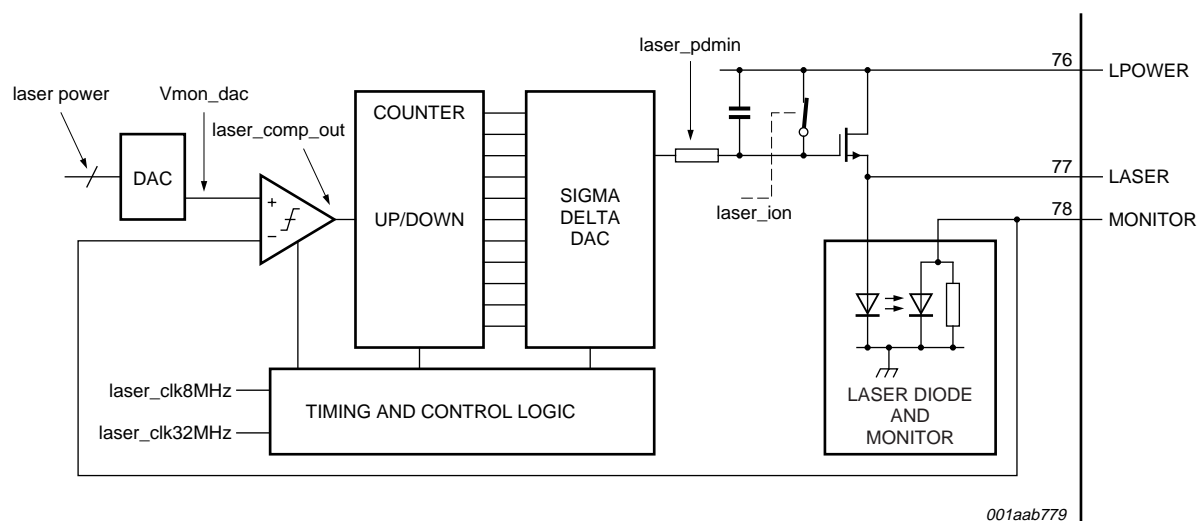 laser_pdmin
76
LPOWER
laser power
Vmon_dac
laser_comp_out
COUNTER
DAC
+
−
UP/DOWN
SIGMA
DELTA
DAC
77
LASER
laser_ion
78
MONITOR
laser_clk8MHz
laser_clk32MHz
TIMING AND CONTROL LOGIC
LASER DIODE
AND
MONITOR
001aab779